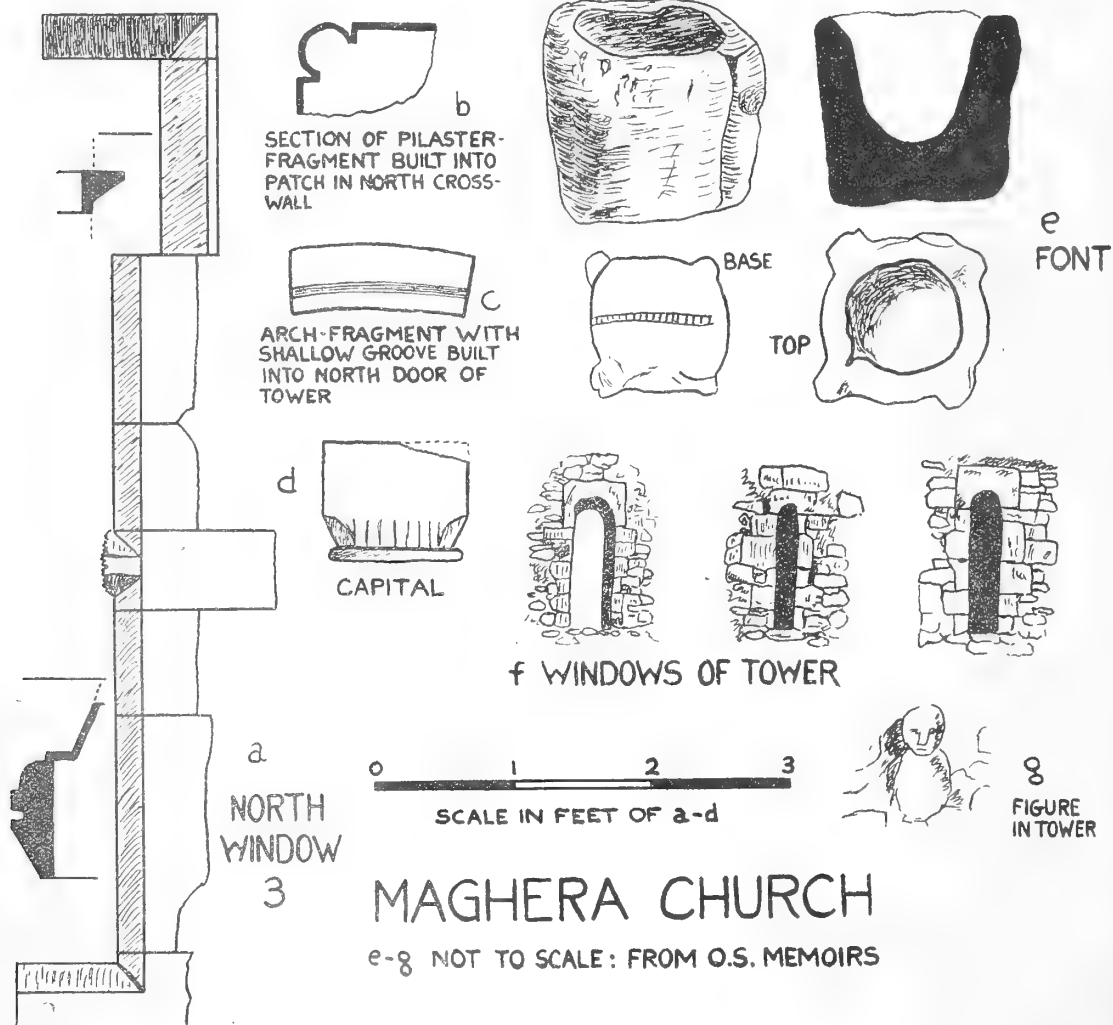 b
SECTION OF PILASTER-
FRAGMENT BUILT INTO
PATCH IN NORTH CROSS-
WALL
c
ARCH-FRAGMENT WITH
SHALLOW GROOVE BUILT
INTO NORTH DOOR OF
TOWER
BASE
TOP
e
FONT
d
CAPITAL
f WINDOWS OF TOWER
a
NORTH
WINDOW
3
0 1 2 3
SCALE IN FEET OF a-d
g
FIGURE
IN TOWER
MAGHERA CHURCH
e-g NOT TO SCALE: FROM O.S. MEMOIRS